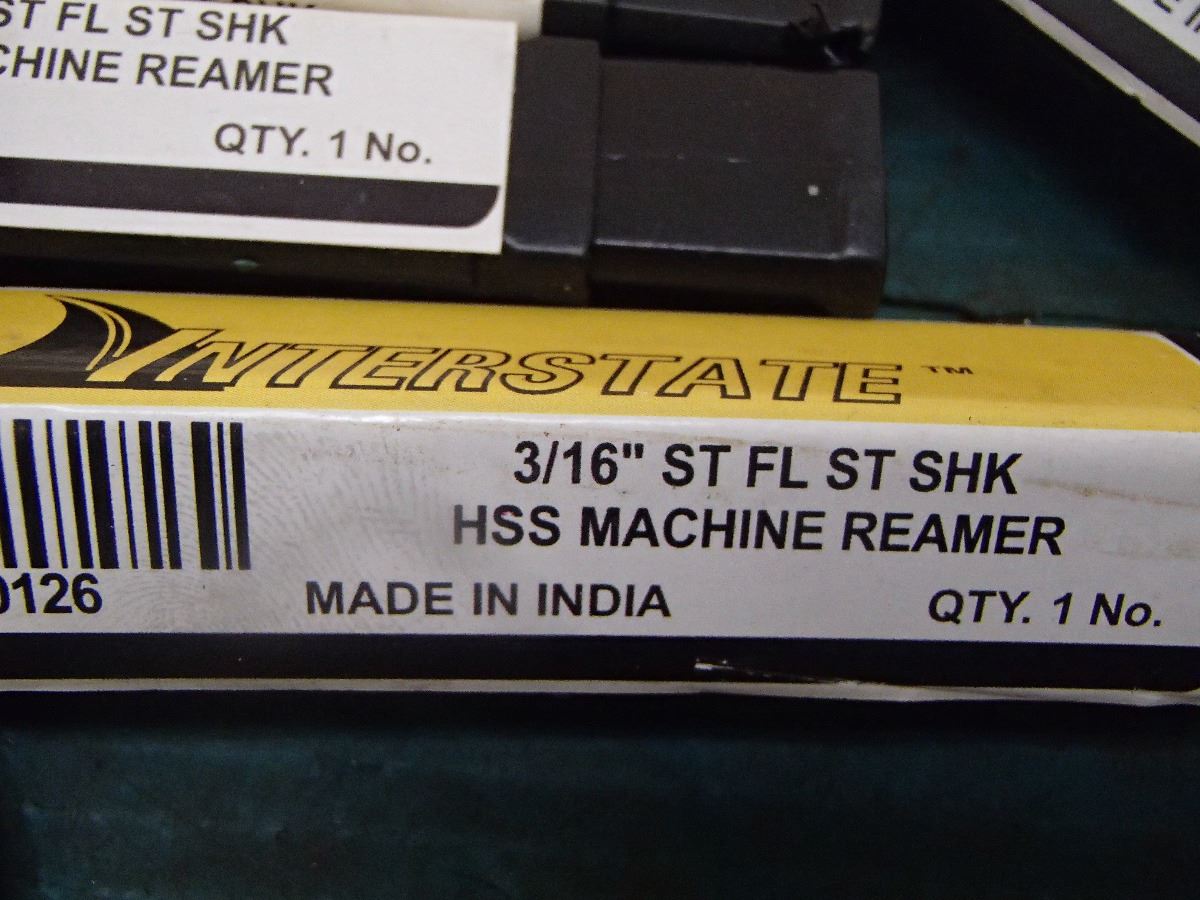 ST FL ST SHK
CHINE REAMER
QTY. 1 No.
INTERSTATE™
3/16" ST FL ST SHK
HSS MACHINE REAMER
0126 MADE IN INDIA QTY. 1 No.